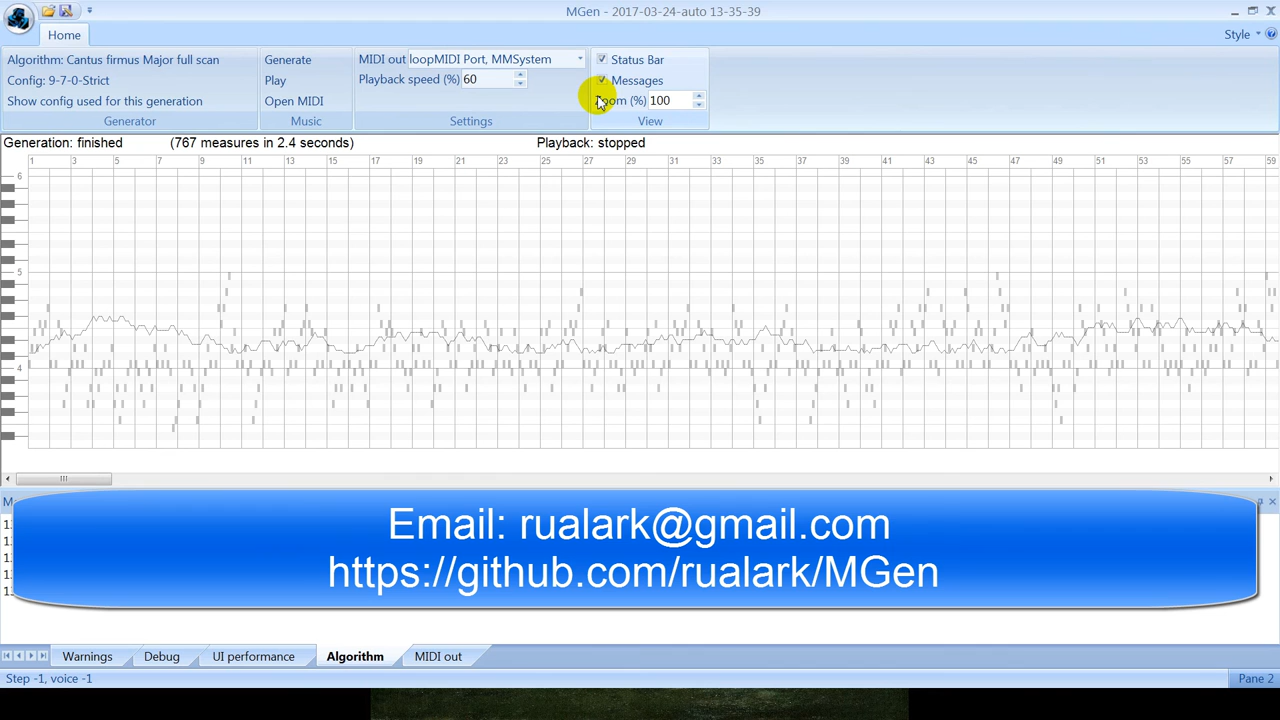 MGen - 2017-03-24-auto 13-35-39
Home
Style
Algorithm: Cantus firmus Major full scan
Config: 9-7-0-Strict
Show config used for this generation
Generator
Generate
Play
Open MIDI
Music
MIDI out loopMIDI Port, MMSystem
Playback speed (%) 60
Settings
Status Bar
Messages
(%) 100
View
Generation: finished (767 measures in 2.4 seconds) Playback: stopped
1 3 5 7 9 11 13 15 17 19 21 23 25 27 29 31 33 35 37 39 41 43 45 47 49 51 53 55 57 59
6
5
4
Email: rualark@gmail.com
https://github.com/rualark/MGen
Warnings Debug UI performance Algorithm MIDI out
Step -1, voice -1 Pane 2